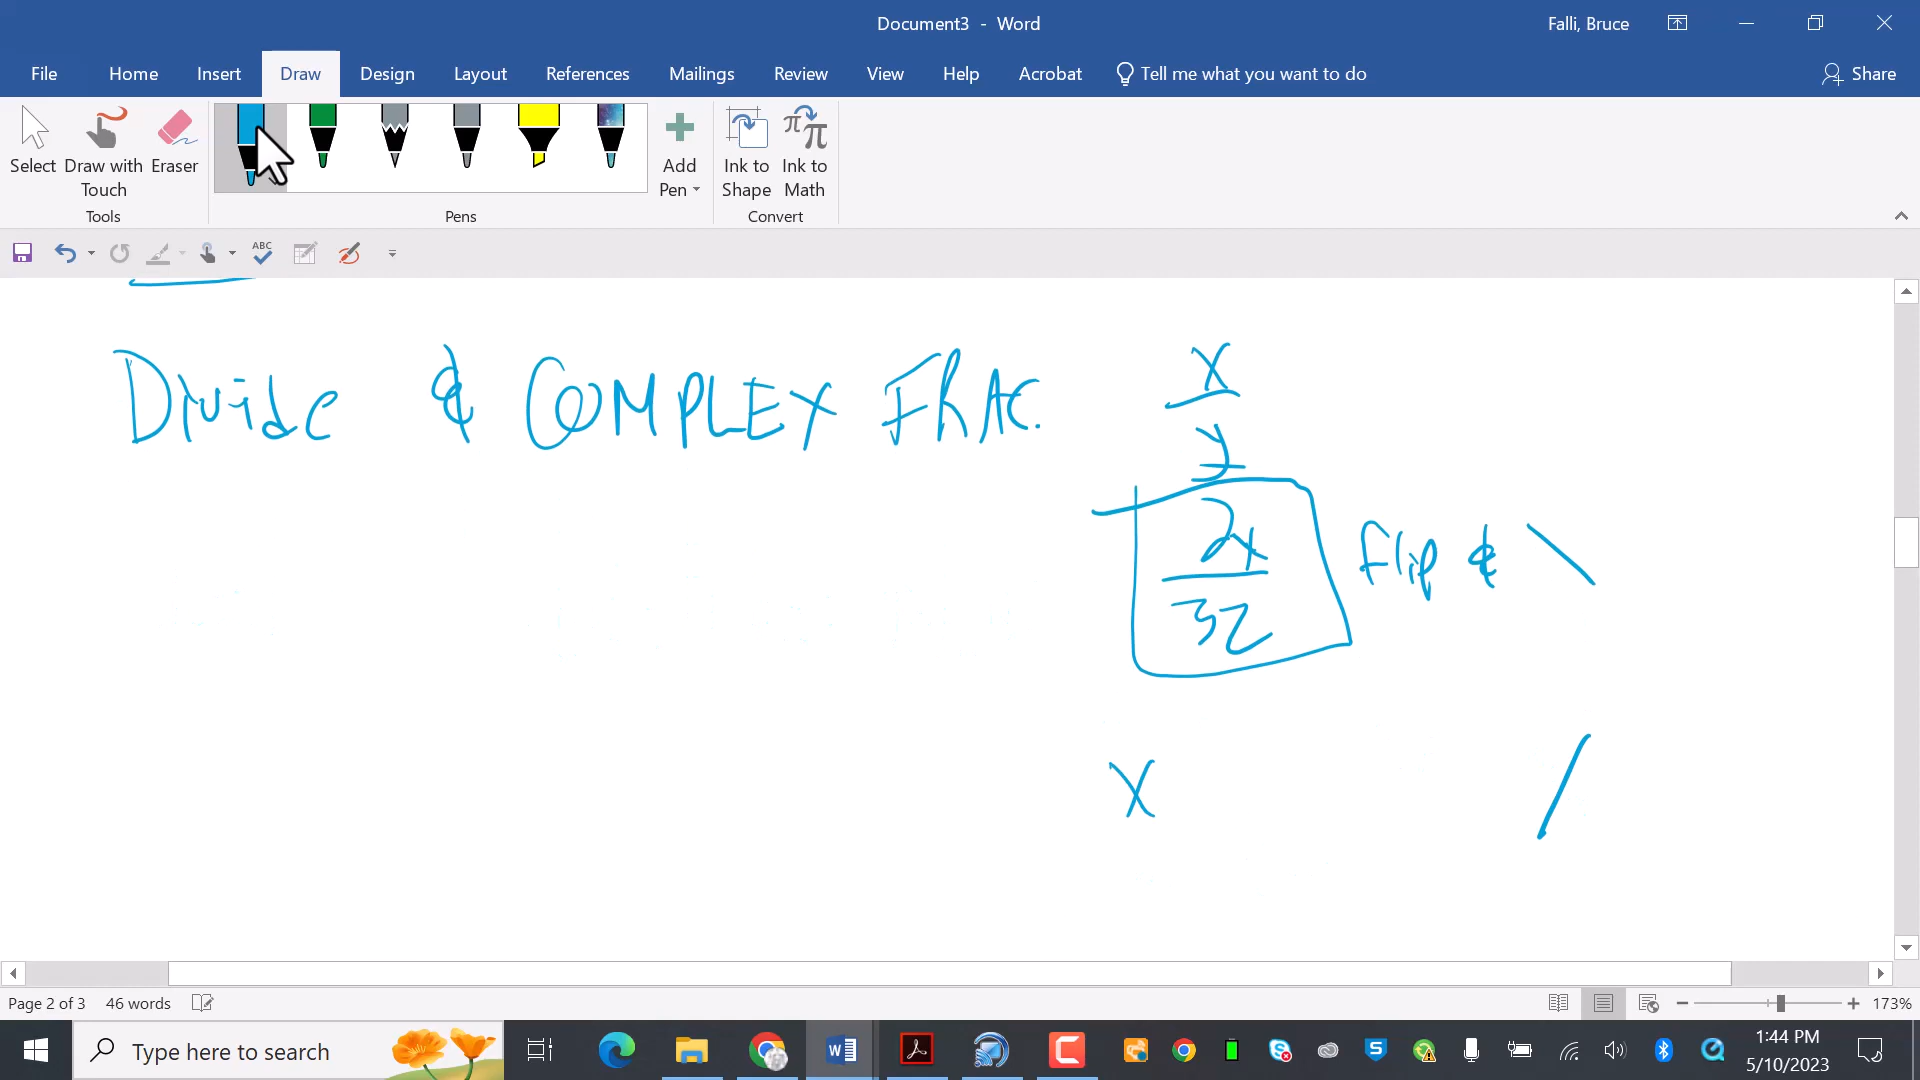 Document3 - Word
Falli, Bruce
File Home Insert Draw Design Layout References Mailings Review View Help Acrobat Tell me what you want to do Share
Select
Draw with Touch
Eraser
Add Pen
Ink to Shape
Ink to Math
Tools
Pens
Convert
ABC
Divide & COMPLEX FRAC.
x
y
2x
3z
Flip & \
x /
Page 2 of 3 46 words
173%
Type here to search
1:44 PM
5/10/2023